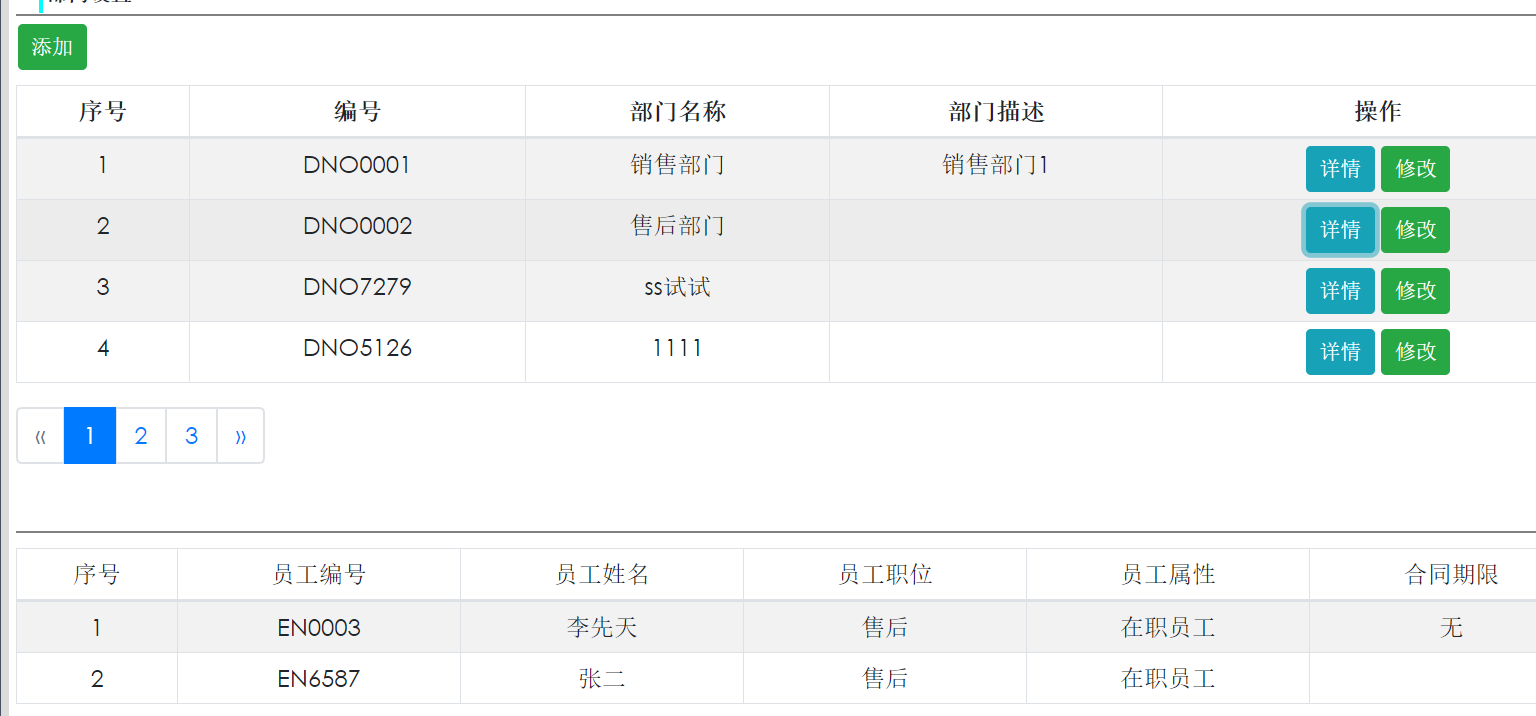 添加
序号 编号 部门名称 部门描述 操作
1 DNO0001 销售部门 销售部门1 详情 修改
2 DNO0002 售后部门 详情 修改
3 DNO7279 ss试试 详情 修改
4 DNO5126 1111 详情 修改
« 1 2 3 »
序号 员工编号 员工姓名 员工职位 员工属性 合同期限
1 EN0003 李先天 售后 在职员工 无
2 EN6587 张二 售后 在职员工